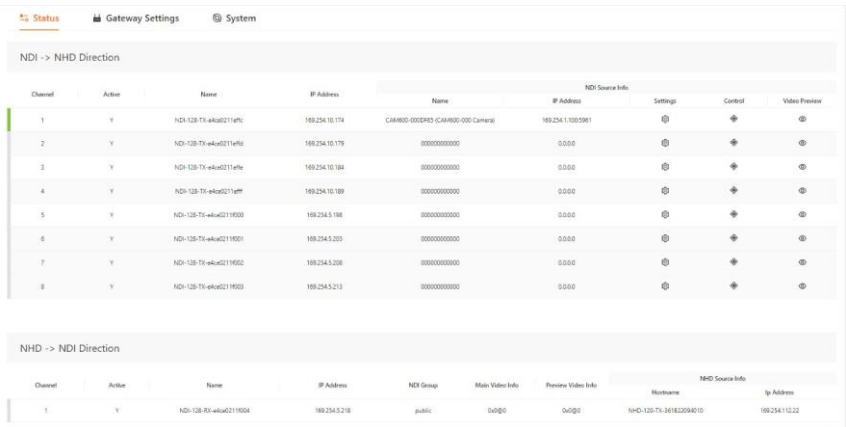 Status Gateway Settings System
NDI -> NHD Direction
NDI Source Info
Channel Active Name IP Address
Name IP Address Settings Control Video Preview
1 Y NDI-128-TX-e4ce0211effc 169.254.10.174 CAM600-000DF65 (CAM600-000 Camera) 169.254.1.100:5961
2 Y NDI-128-TX-e4ce0211effd 169.254.10.179 000000000000 0.0.0.0
3 Y NDI-128-TX-e4ce0211effe 169.254.10.184 000000000000 0.0.0.0
4 Y NDI-128-TX-e4ce0211efff 169.254.10.189 000000000000 0.0.0.0
5 Y NDI-128-TX-e4ce0211f000 169.254.5.198 000000000000 0.0.0.0
6 Y NDI-128-TX-e4ce0211f001 169.254.5.203 000000000000 0.0.0.0
7 Y NDI-128-TX-e4ce0211f002 169.254.5.208 000000000000 0.0.0.0
8 Y NDI-128-TX-e4ce0211f003 169.254.5.213 000000000000 0.0.0.0
NHD -> NDI Direction
NHD Source Info
Channel Active Name IP Address NDI Group Main Video Info Preview Video Info
Hostname Ip Address
1 Y NDI-128-RX-e4ce0211f004 169.254.5.218 public 0x0@0 0x0@0 NHD-120-TX-361B22094010 169.254.112.22